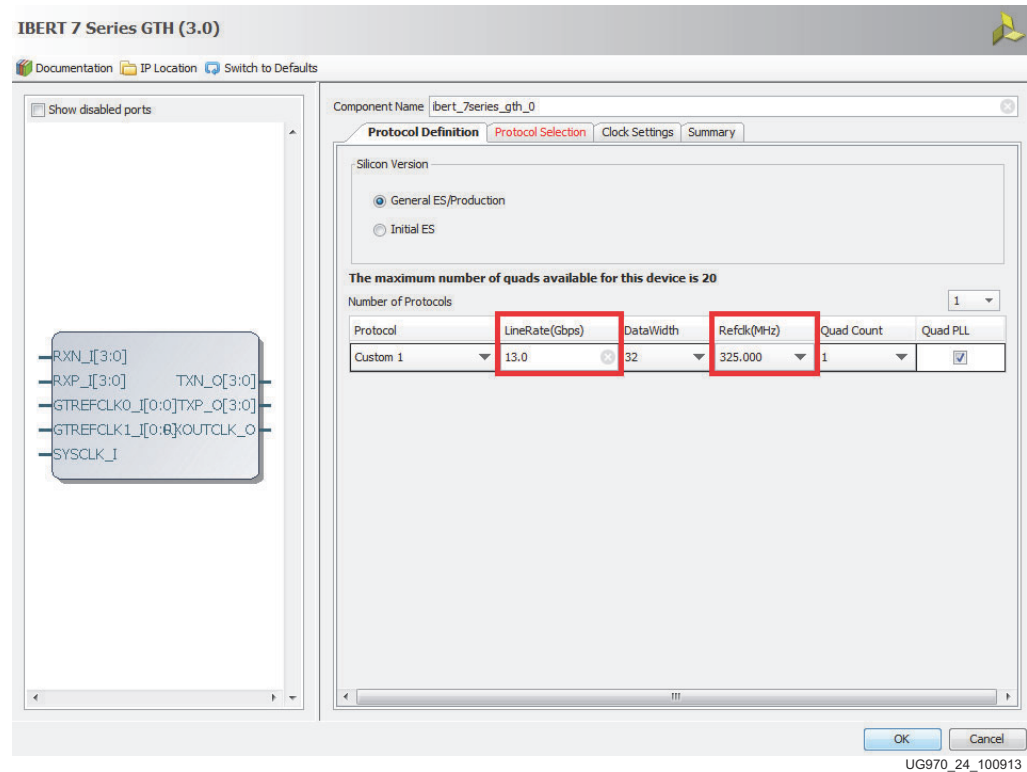 IBERT 7 Series GTH (3.0)
Documentation IP Location Switch to Defaults
Show disabled ports
RXN_I[3:0]
RXP_I[3:0] TXN_O[3:0]
GTREFCLK0_I[0:0] TXP_O[3:0]
GTREFCLK1_I[0:0] RXOUTCLK_O
SYSCLK_I
Component Name ibert_7series_gth_0
Protocol Definition Protocol Selection Clock Settings Summary
Silicon Version
General ES/Production
Initial ES
The maximum number of quads available for this device is 20
Number of Protocols 1
Protocol LineRate(Gbps) DataWidth Refclk(MHz) Quad Count Quad PLL
Custom 1 13.0 32 325.000 1
OK Cancel
UG970_24_100913